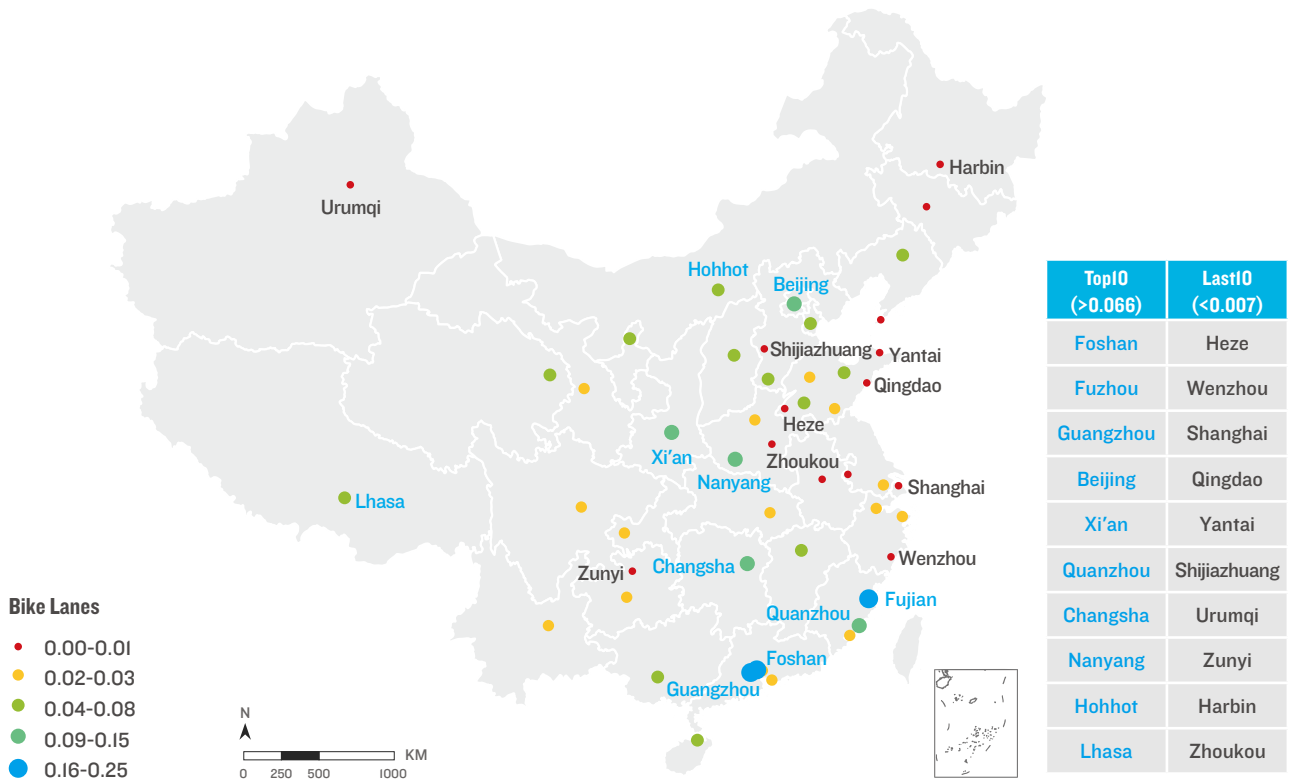 Harbin
Urumqi
Hohhot
Beijing
Shijiazhuang
Yantai
Qingdao
Heze
Xi'an
Zhoukou
Nanyang
Shanghai
Lhasa
Wenzhou
Changsha
Zunyi
Fujian
Quanzhou
Foshan
Guangzhou
Bike Lanes
0.00-0.01
0.02-0.03
0.04-0.08
0.09-0.15
0.16-0.25
N
KM
0 250 500 1000
Top10 Last10
(>0.066) (<0.007)
Foshan Heze
Fuzhou Wenzhou
Guangzhou Shanghai
Beijing Qingdao
Xi'an Yantai
Quanzhou Shijiazhuang
Changsha Urumqi
Nanyang Zunyi
Hohhot Harbin
Lhasa Zhoukou